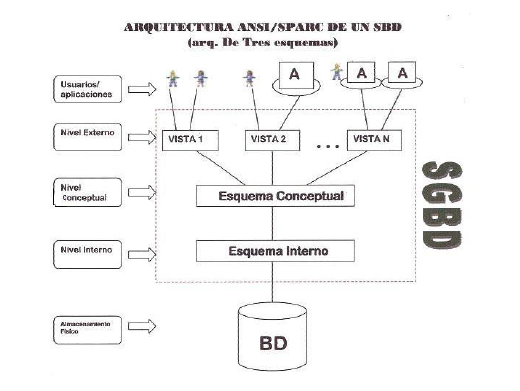 ARQUITECTURA ANSI/SPARC DE UN SBD
(arq. De Tres esquemas)
Usuarios/
aplicaciones
A
A
A
Nivel Externo
VISTA 1
VISTA 2
...
VISTA N
Nivel
Conceptual
Esquema Conceptual
SGBD
Nivel Interno
Esquema Interno
Almacenamiento
Físico
BD